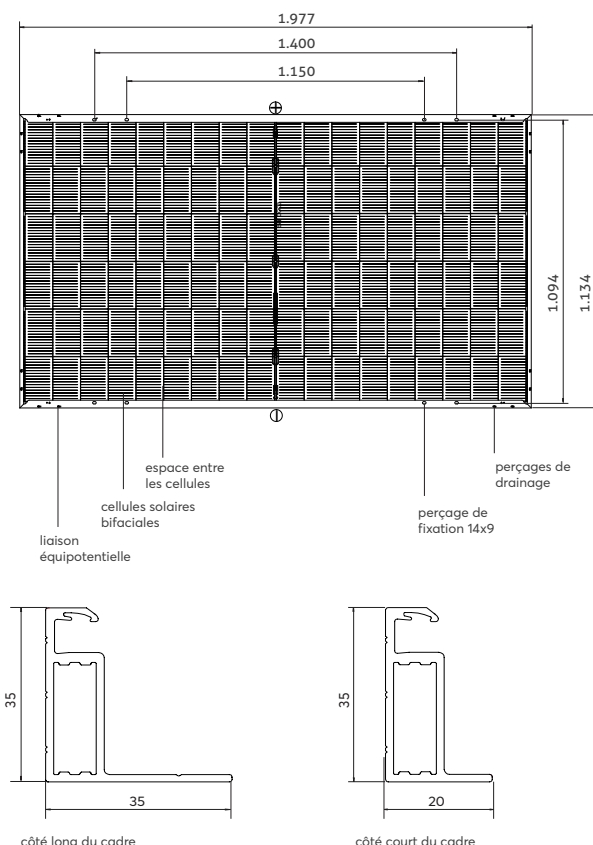 1.977
1.400
1.150
1.094
1.134
espace entre
les cellules
cellules solaires
bifaciales
liaison
équipotentielle
perçages de
drainage
perçage de
fixation 14x9
35
35
côté long du cadre
35
20
côté court du cadre